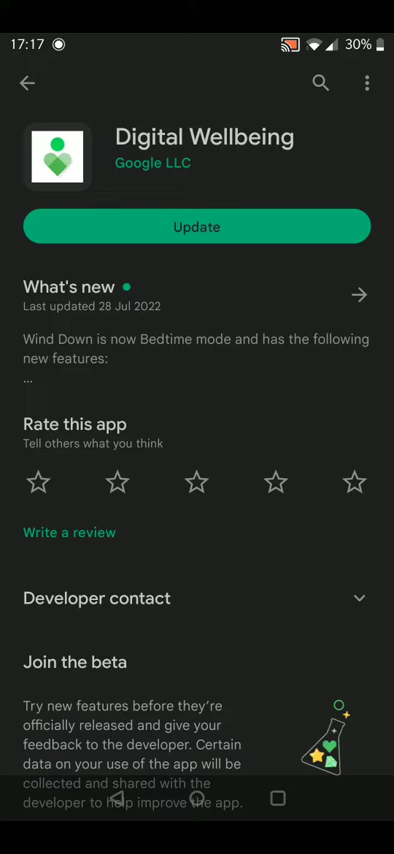 17:17
30%
Digital Wellbeing
Google LLC
Update
What's new
Last updated 28 Jul 2022
Wind Down is now Bedtime mode and has the following
new features:
...
Rate this app
Tell others what you think
Write a review
Developer contact
Join the beta
Try new features before they're
officially released and give your
feedback to the developer. Certain
data on your use of the app will be
collected and shared with the
developer to help improve the app.